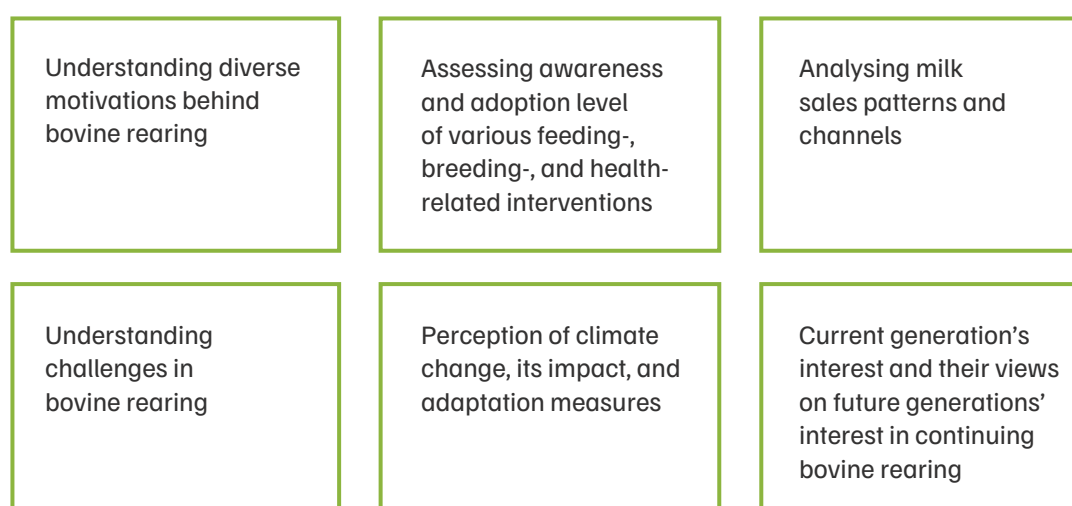 Understanding diverse
motivations behind
bovine rearing
Assessing awareness
and adoption level
of various feeding-,
breeding-, and health-
related interventions
Analysing milk
sales patterns and
channels
Understanding
challenges in
bovine rearing
Perception of climate
change, its impact, and
adaptation measures
Current generation’s
interest and their views
on future generations’
interest in continuing
bovine rearing